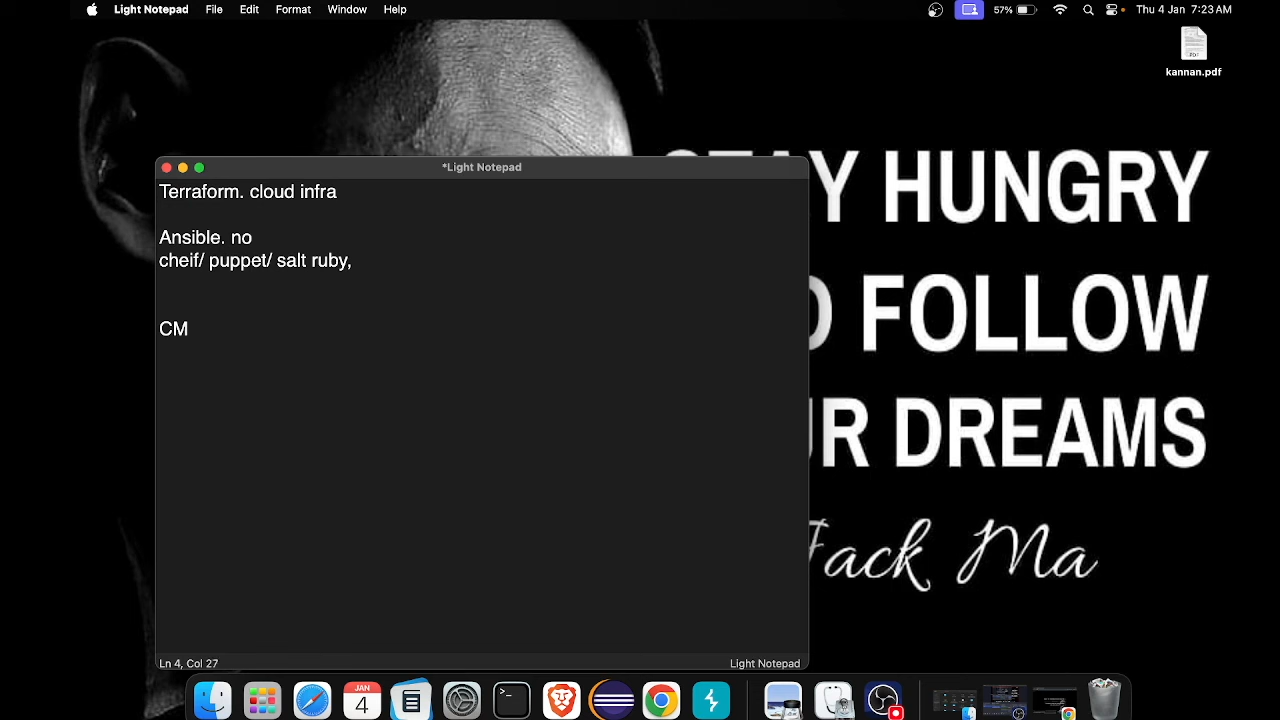 Light Notepad File Edit Format Window Help 57% Thu 4 Jan 7:23 AM
kannan.pdf
*Light Notepad
Terraform. cloud infra
Ansible. no
cheif/ puppet/ salt ruby,
CM
Ln 4, Col 27 Light Notepad
Y HUNGRY
FOLLOW
DREAMS
Jack Ma
JAN
4